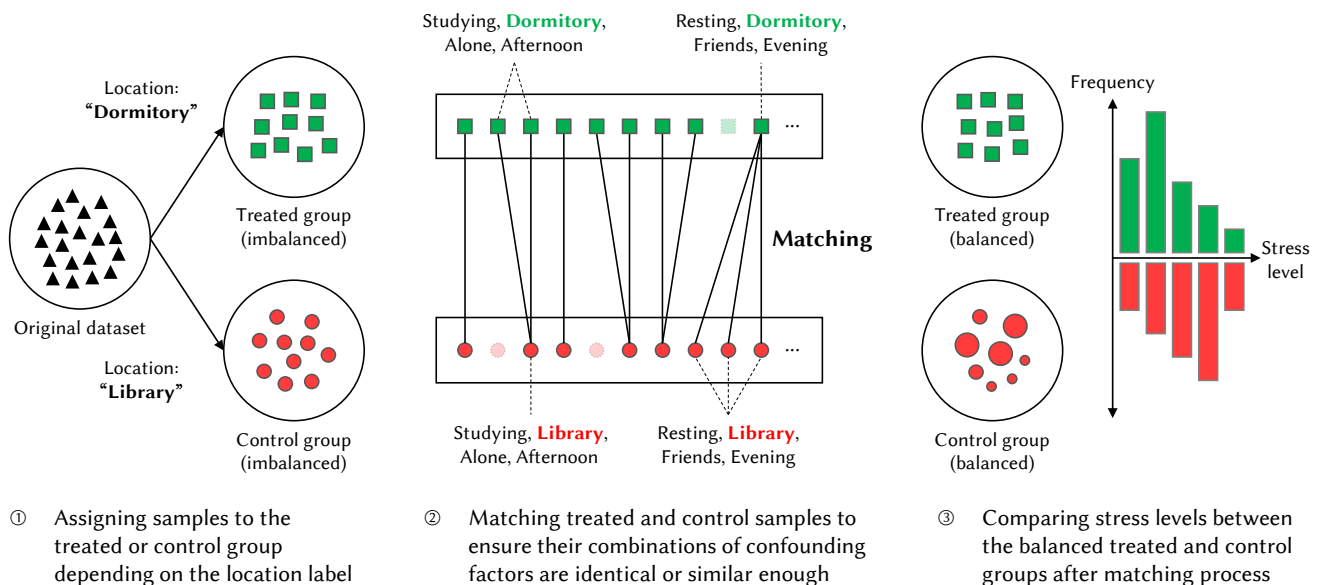 Location:
“Dormitory”
Treated group
(imbalanced)
Original dataset
Location:
“Library”
Control group
(imbalanced)
Studying, Dormitory,
Alone, Afternoon
Resting, Dormitory,
Friends, Evening
...
Matching
...
Studying, Library,
Alone, Afternoon
Resting, Library,
Friends, Evening
Treated group
(balanced)
Control group
(balanced)
Frequency
Stress
level
① Assigning samples to the
treated or control group
depending on the location label
② Matching treated and control samples to
ensure their combinations of confounding
factors are identical or similar enough
③ Comparing stress levels between
the balanced treated and control
groups after matching process